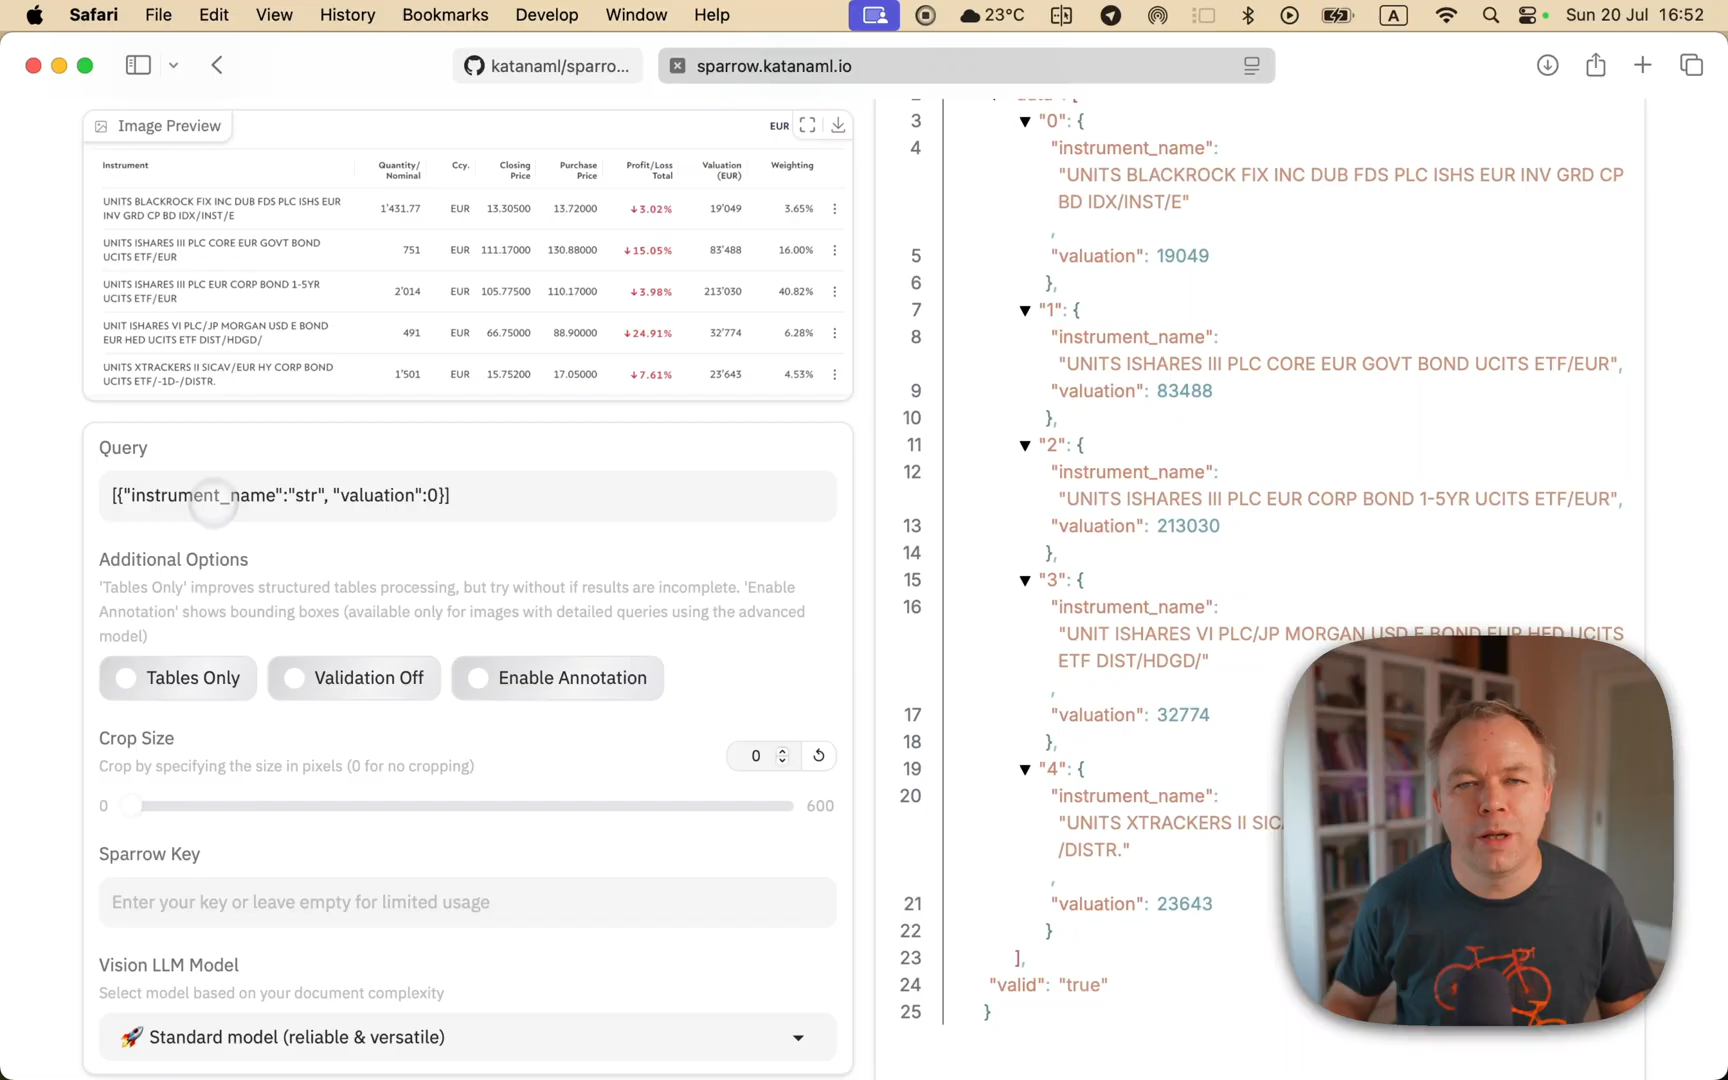 Safari File Edit View History Bookmarks Develop Window Help 23°C A Sun 20 Jul 16:52
katanaml/sparro...
sparrow.katanaml.io
Image Preview
EUR
Instrument Quantity/ Nominal Ccy. Closing Price Purchase Price Profit/Loss Total Valuation (EUR) Weighting
UNITS BLACKROCK FIX INC DUB FDS PLC ISHS EUR
INV GRD CP BD IDX/INST/E
1'431.77 EUR 13.30500 13.72000 3.02% 19'049 3.65%
UNITS ISHARES III PLC CORE EUR GOVT BOND
UCITS ETF/EUR
751 EUR 111.17000 130.88000 15.05% 83'488 16.00%
UNITS ISHARES III PLC EUR CORP BOND 1-5YR
UCITS ETF/EUR
2'014 EUR 105.77500 110.17000 3.98% 213'030 40.82%
UNIT ISHARES VI PLC/JP MORGAN USD E BOND
EUR HED UCITS ETF DIST/HDGD/
491 EUR 66.75000 88.90000 24.91% 32'774 6.28%
UNITS XTRACKERS II SICAV/EUR HY CORP BOND
UCITS ETF/-1D-/DISTR.
1'501 EUR 15.75200 17.05000 7.61% 23'643 4.53%
Query
[{"instrument_name":"str", "valuation":0}]
Additional Options
'Tables Only' improves structured tables processing, but try without if results are incomplete. 'Enable
Annotation' shows bounding boxes (available only for images with detailed queries using the advanced
model)
Tables Only
Validation Off
Enable Annotation
Crop Size
Crop by specifying the size in pixels (0 for no cropping)
0
0
600
Sparrow Key
Enter your key or leave empty for limited usage
Vision LLM Model
Select model based on your document complexity
🚀 Standard model (reliable & versatile)
3 "0": {
4 "instrument_name":
"UNITS BLACKROCK FIX INC DUB FDS PLC ISHS EUR INV GRD CP
BD IDX/INST/E"
,
5 "valuation": 19049
6 },
7 "1": {
8 "instrument_name":
"UNITS ISHARES III PLC CORE EUR GOVT BOND UCITS ETF/EUR",
9 "valuation": 83488
10 },
11 "2": {
12 "instrument_name":
"UNITS ISHARES III PLC EUR CORP BOND 1-5YR UCITS ETF/EUR",
13 "valuation": 213030
14 },
15 "3": {
16 "instrument_name":
"UNIT ISHARES VI PLC/JP MORGAN USD E BOND EUR HED UCITS
ETF DIST/HDGD/"
,
17 "valuation": 32774
18 },
19 "4": {
20 "instrument_name":
"UNITS XTRACKERS II
/DISTR."
,
21 "valuation": 23643
22 }
23 ],
24 "valid": "true"
25 }